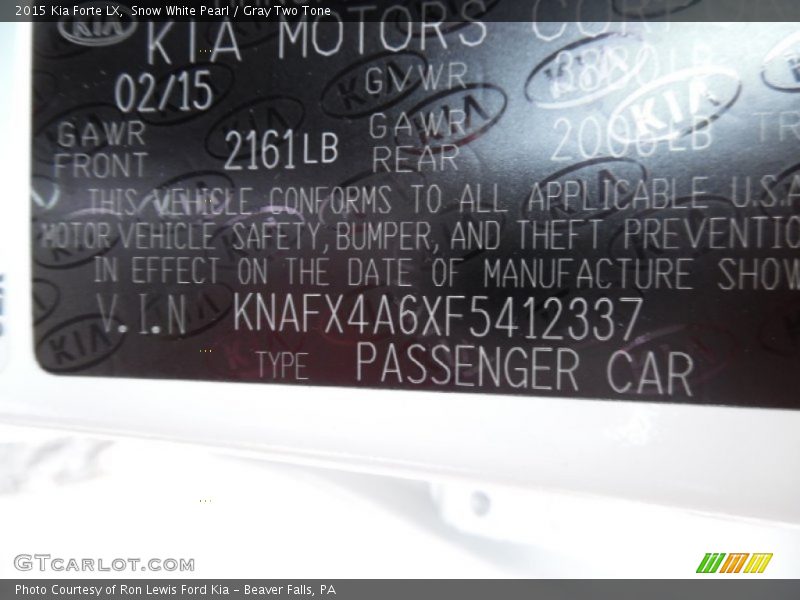 2015 Kia Forte LX, Snow White Pearl / Gray Two Tone
KIA
KIA MOTORS
02/15 GVWR
GAWR FRONT 2161LB GAWR REAR LB TR
THIS VEHICLE CONFORMS TO ALL APPLICABLE U.S.A
MOTOR VEHICLE SAFETY, BUMPER, AND THEFT PREVENTIO
IN EFFECT ON THE DATE OF MANUFACTURE SHOW
V.I.N KNAFX4A6XF5412337
TYPE PASSENGER CAR
GTCARLOT.COM
Photo Courtesy of Ron Lewis Ford Kia - Beaver Falls, PA